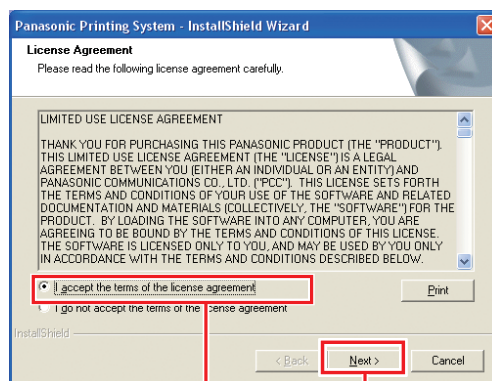 Panasonic Printing System - InstallShield Wizard
License Agreement
Please read the following license agreement carefully.
LIMITED USE LICENSE AGREEMENT
THANK YOU FOR PURCHASING THIS PANASONIC PRODUCT (THE "PRODUCT").
THIS LIMITED USE LICENSE AGREEMENT (THE "LICENSE") IS A LEGAL
AGREEMENT BETWEEN YOU (EITHER AN INDIVIDUAL OR AN ENTITY) AND
PANASONIC COMMUNICATIONS CO., LTD. ("PCC"). THIS LICENSE SETS FORTH
THE TERMS AND CONDITIONS OF YOUR USE OF THE SOFTWARE AND RELATED
DOCUMENTATION AND MATERIALS (COLLECTIVELY, THE "SOFTWARE") FOR THE
PRODUCT. BY LOADING THE SOFTWARE INTO ANY COMPUTER, YOU ARE
AGREEING TO BE BOUND BY THE TERMS AND CONDITIONS OF THIS LICENSE.
THE SOFTWARE IS LICENSED ONLY TO YOU, AND MAY BE USED BY YOU ONLY
IN ACCORDANCE WITH THE TERMS AND CONDITIONS DESCRIBED BELOW.
I accept the terms of the license agreement
Print
I do not accept the terms of the license agreement
InstallShield
< Back Next > Cancel